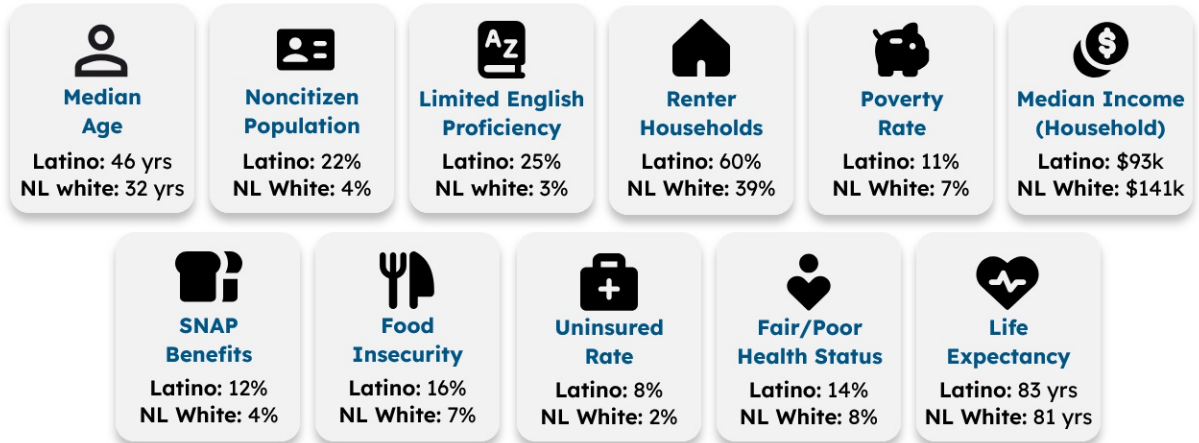 Median
Age
Latino: 46 yrs
NL white: 32 yrs
Noncitizen
Population
Latino: 22%
NL White: 4%
AZ
Limited English
Proficiency
Latino: 25%
NL white: 3%
Renter
Households
Latino: 60%
NL White: 39%
Poverty
Rate
Latino: 11%
NL White: 7%
$
Median Income
(Household)
Latino: $93k
NL White: $141k
SNAP
Benefits
Latino: 12%
NL White: 4%
Food
Insecurity
Latino: 16%
NL White: 7%
Uninsured
Rate
Latino: 8%
NL White: 2%
Fair/Poor
Health Status
Latino: 14%
NL White: 8%
Life
Expectancy
Latino: 83 yrs
NL White: 81 yrs